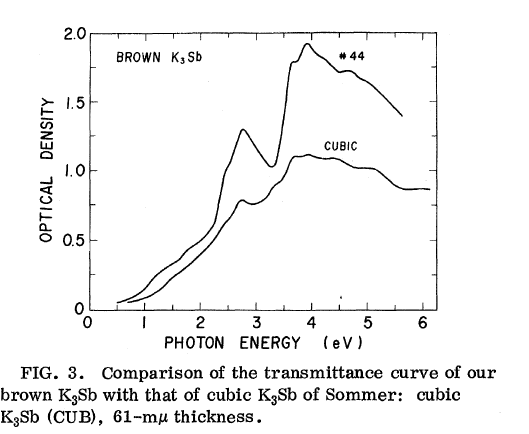 2.0
BROWN K₃Sb
#44
1.5
CUBIC
1.0
0.5
0
OPTICAL DENSITY
0 1 2 3 4 5 6
PHOTON ENERGY (eV)
FIG. 3. Comparison of the transmittance curve of our
brown K₃Sb with that of cubic K₃Sb of Sommer: cubic
K₃Sb (CUB), 61-mμ thickness.